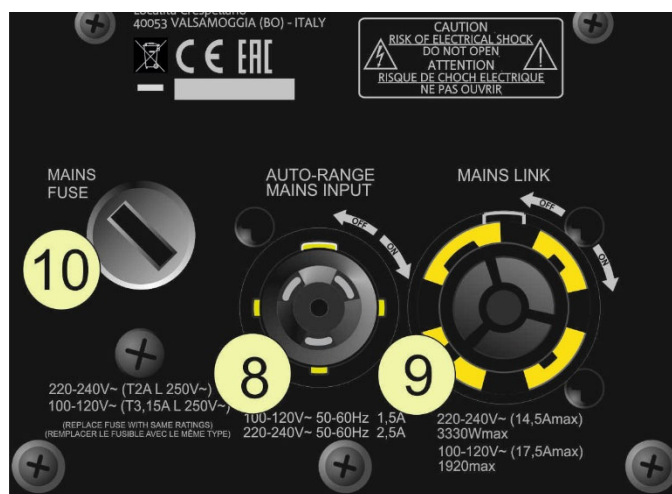 40053 VALSAMOGGIA (BO) - ITALY
CE EAC
CAUTION
RISK OF ELECTRICAL SHOCK
DO NOT OPEN
ATTENTION
RISQUE DE CHOCH ELECTRIQUE
NE PAS OUVRIR
MAINS
FUSE
10
AUTO-RANGE
MAINS INPUT
OFF
ON
8
MAINS LINK
OFF
ON
9
220-240V~ (T2A L 250V~)
100-120V~ (T3,15A L 250V~)
(REPLACE FUSE WITH SAME RATINGS)
(REMPLACER LE FUSIBLE AVEC LE MÊME TYPE)
100-120V~ 50-60Hz 1,5A
220-240V~ 50-60Hz 2,5A
220-240V~ (14,5Amax)
3330Wmax
100-120V~ (17,5Amax)
1920max